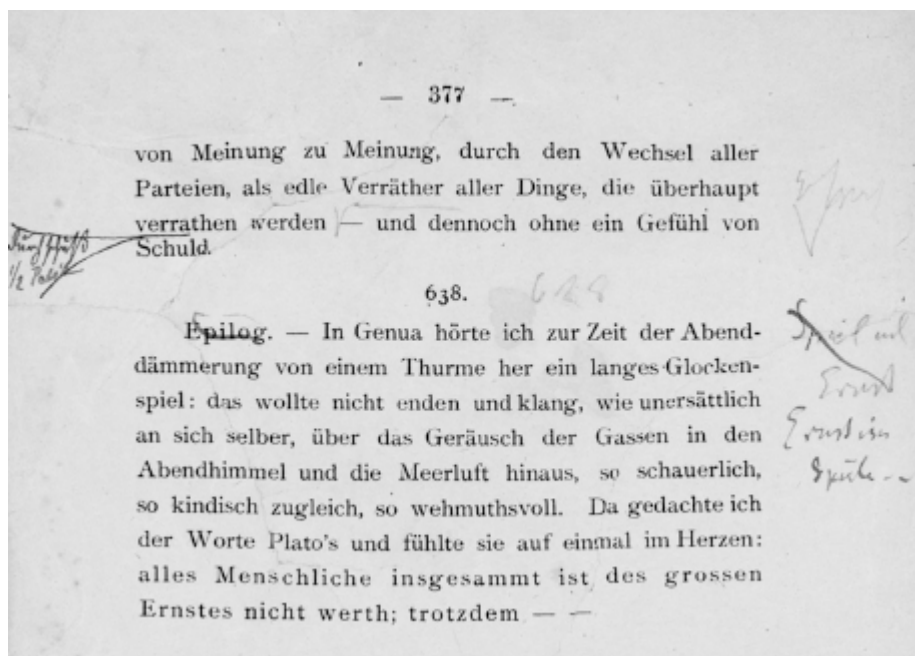 — 377 —
von Meinung zu Meinung, durch den Wechsel aller
Parteien, als edle Verräther aller Dinge, die überhaupt
verrathen werden — und dennoch ohne ein Gefühl von
Schuld.
638.
628
Epilog. — In Genua hörte ich zur Zeit der Abend-
dämmerung von einem Thurme her ein langes Glocken-
spiel: das wollte nicht enden und klang, wie unersättlich
an sich selber, über das Geräusch der Gassen in den
Abendhimmel und die Meerluft hinaus, so schauerlich,
so kindisch zugleich, so wehmuthsvoll. Da gedachte ich
der Worte Plato's und fühlte sie auf einmal im Herzen:
alles Menschliche insgesammt ist des grossen
Ernstes nicht werth; trotzdem — —
Ernst
Ernst im
Spiele